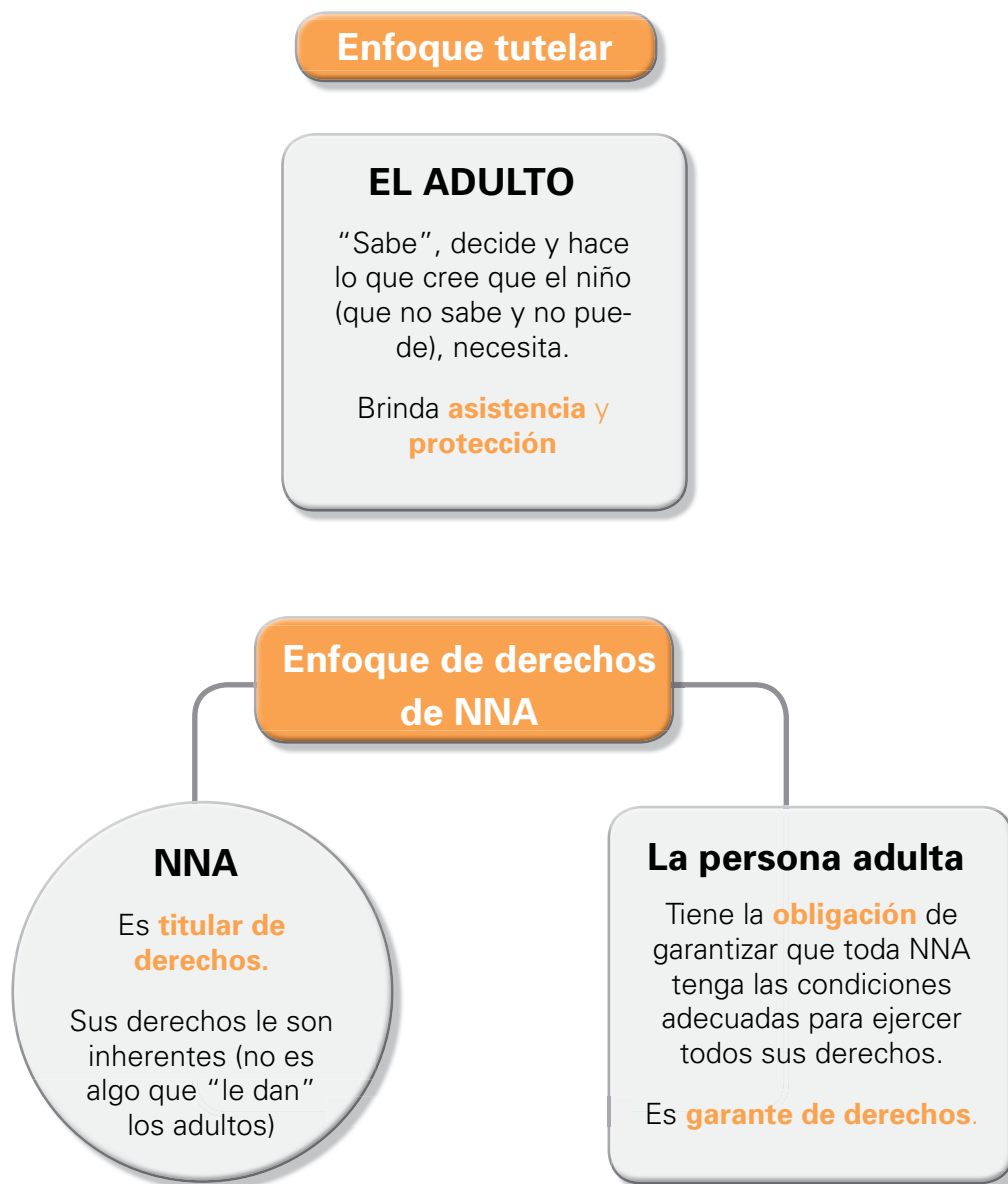 Enfoque tutelar
EL ADULTO
“Sabe”, decide y hace
lo que cree que el niño
(que no sabe y no pue-
de), necesita.
Brinda asistencia y
protección
Enfoque de derechos
de NNA
NNA
Es titular de
derechos.
Sus derechos le son
inherentes (no es
algo que “le dan”
los adultos)
La persona adulta
Tiene la obligación de
garantizar que toda NNA
tenga las condiciones
adecuadas para ejercer
todos sus derechos.
Es garante de derechos.